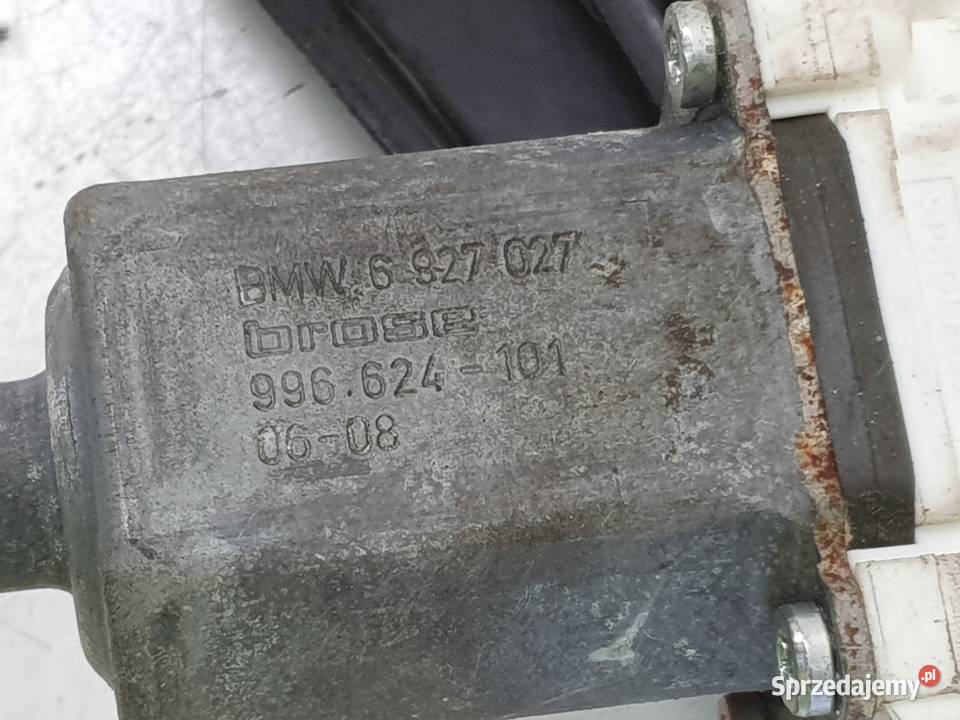 BMW 6 927 027
brose
996.624-101
06-08
Sprzedajemy.pl